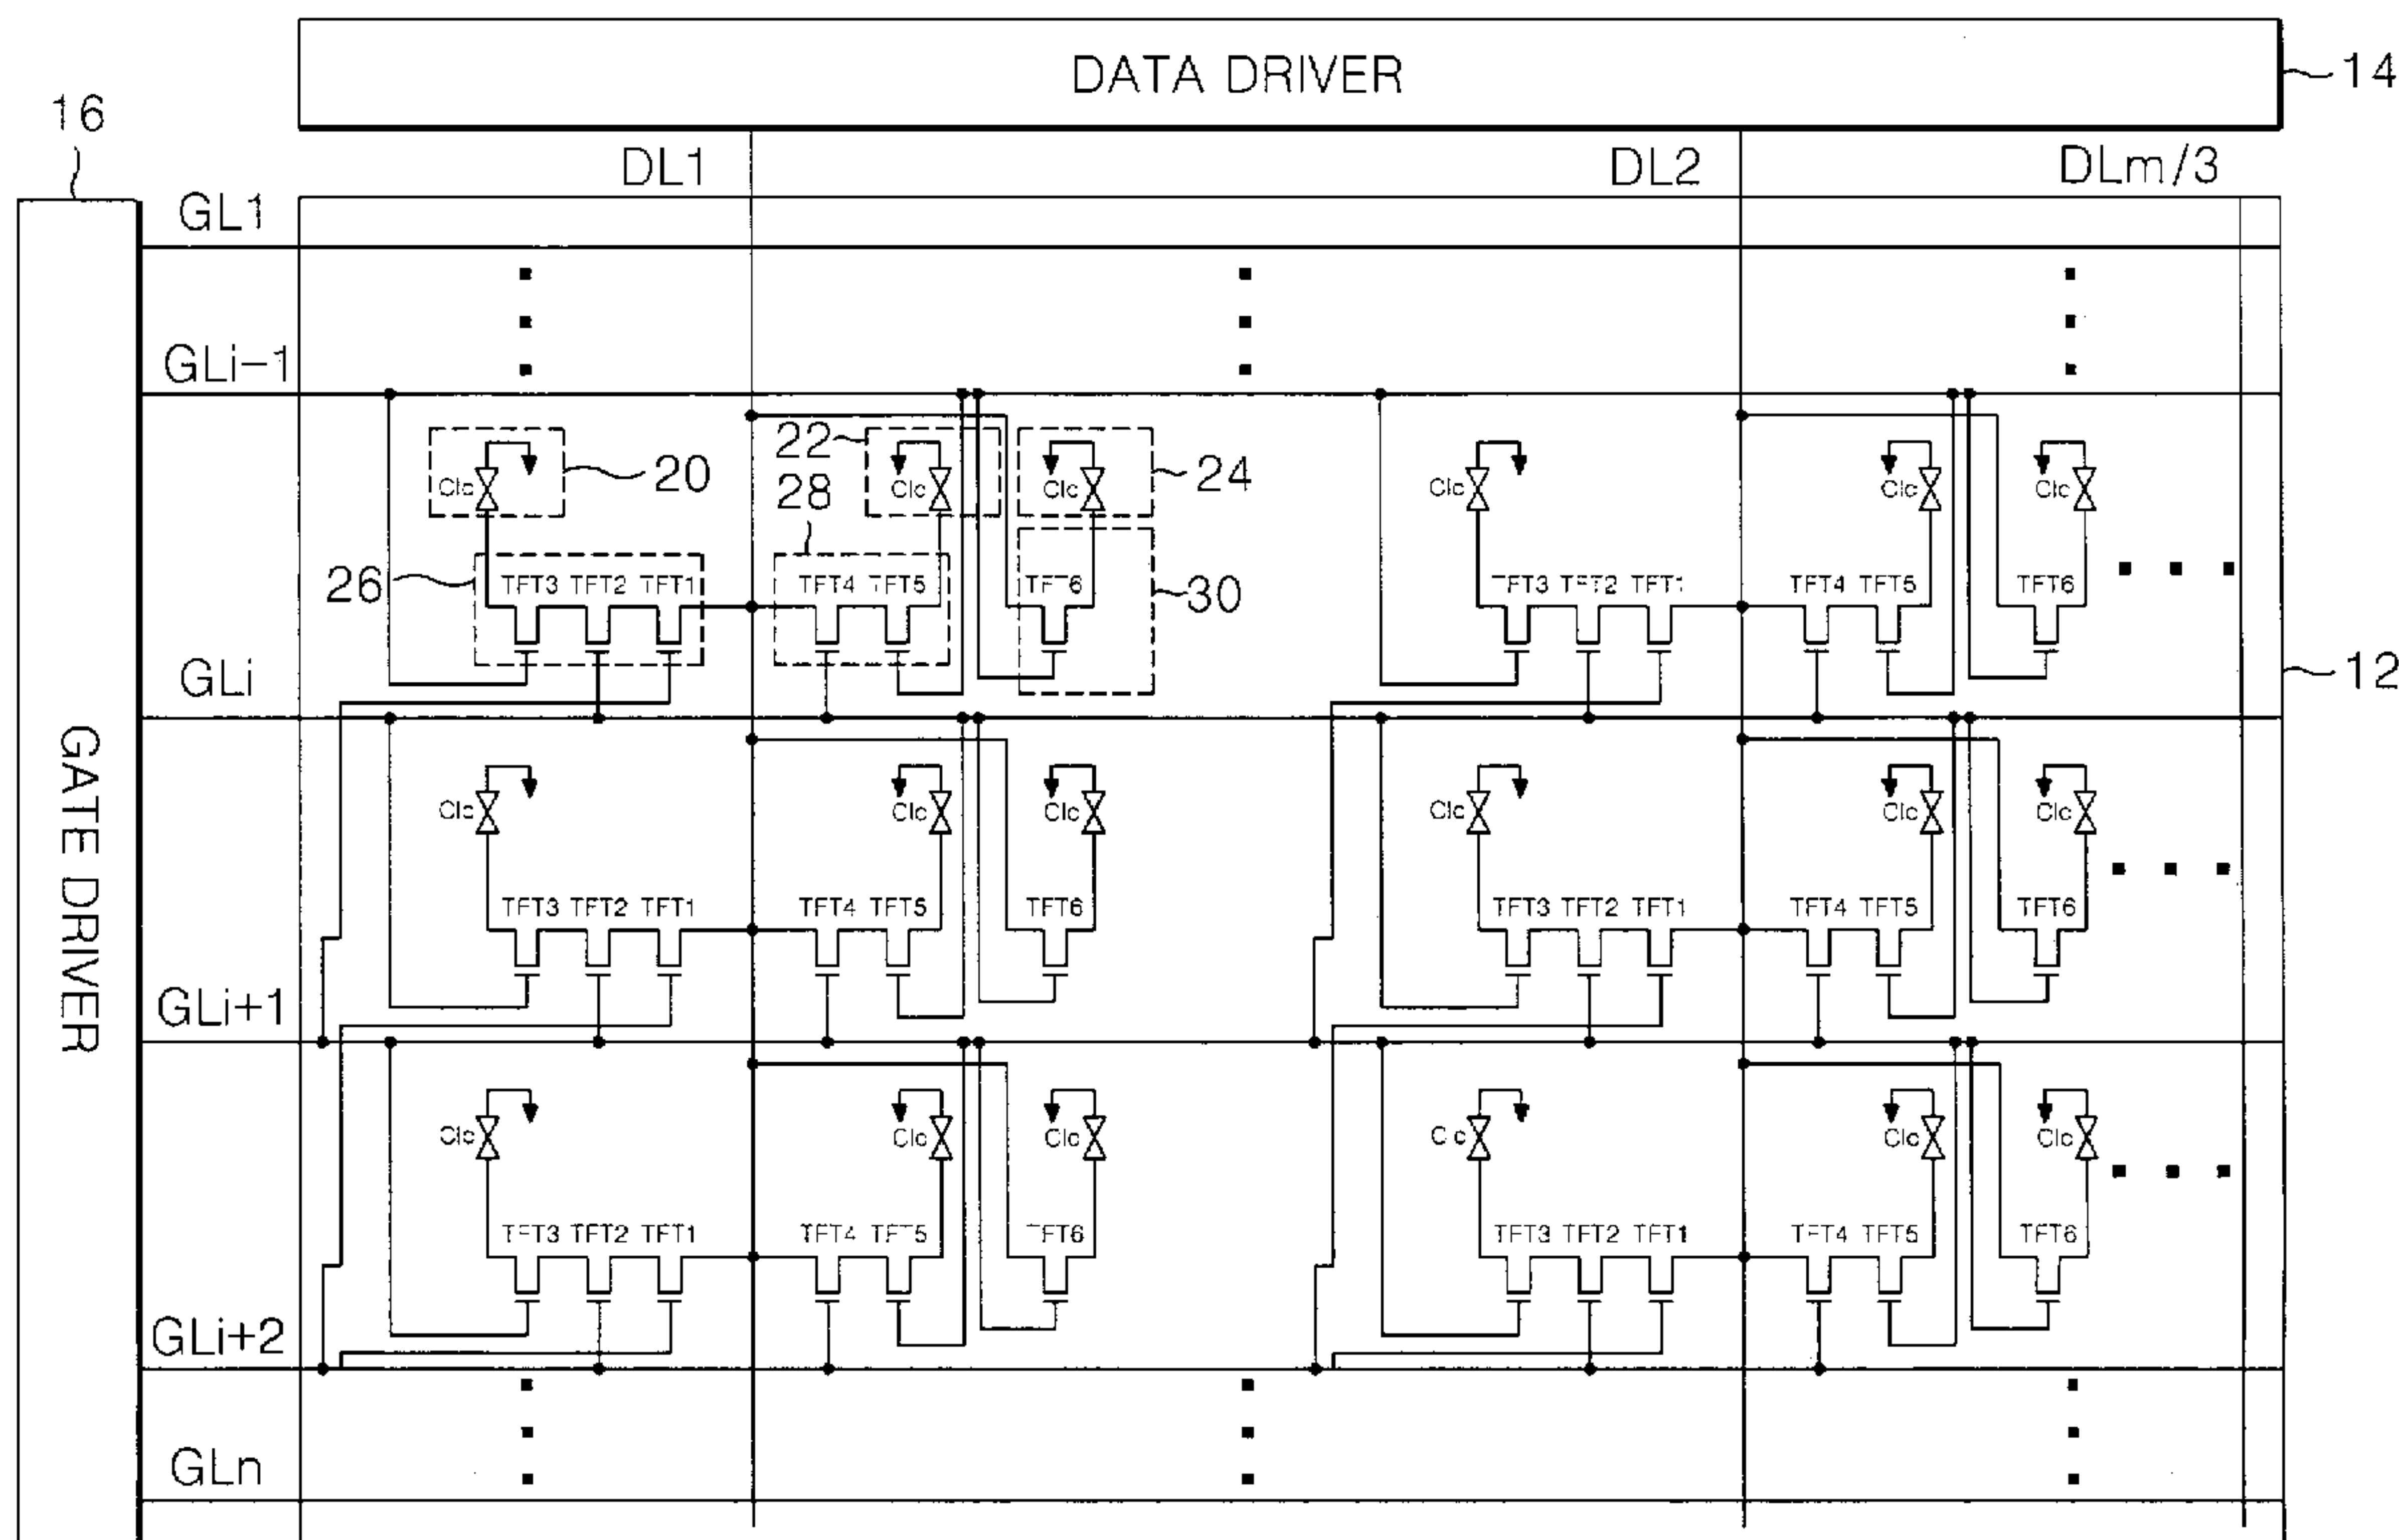 DATA DRIVER
14
16
DL1
DL2
DLm/3
GL1
GLi-1
22
Clc
20
Clc
Clc
24
Clc
Clc
Clc
28
26
TFT3 TFT2 TFT1
TFT4 TFT5
TFT6
30
TFT3 TFT2 TFT1
TFT4 TFT5
TFT6
GLi
12
GATE DRIVER
Clc
Clc
Clc
Clc
Clc
Clc
TFT3 TFT2 TFT1
TFT4 TFT5
TFT6
TFT3 TFT2 TFT1
TFT4 TFT5
TFT6
GLi+1
Clc
Clc
Clc
Clc
Clc
Clc
TFT3 TFT2 TFT1
TFT4 TFT5
TFT6
TFT3 TFT2 TFT1
TFT4 TFT5
TFT6
GLi+2
GLn